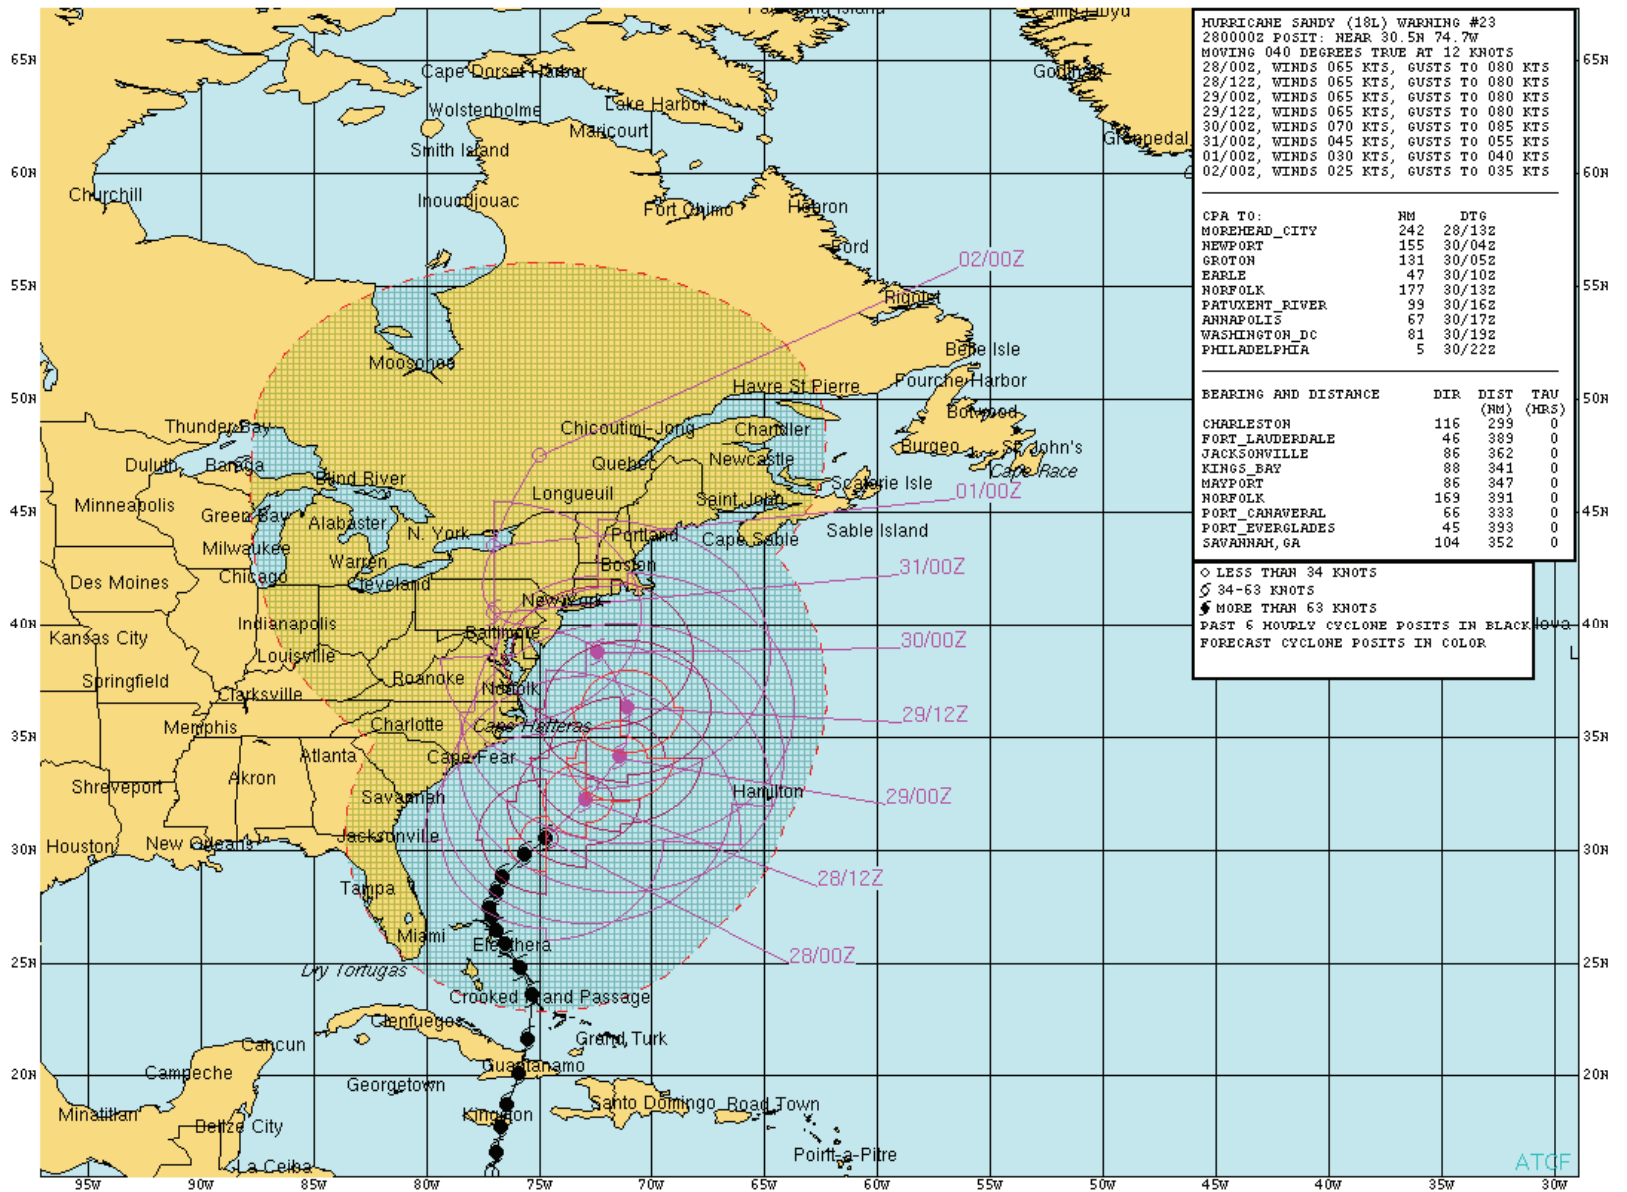 HURRICANE SANDY (18L) WARNING #23
280000Z POSIT: NEAR 30.5N 74.7W
MOVING 040 DEGREES TRUE AT 12 KNOTS
28/00Z, WINDS 065 KTS, GUSTS TO 080 KTS
28/12Z, WINDS 065 KTS, GUSTS TO 080 KTS
29/00Z, WINDS 065 KTS, GUSTS TO 080 KTS
29/12Z, WINDS 065 KTS, GUSTS TO 080 KTS
30/00Z, WINDS 070 KTS, GUSTS TO 085 KTS
31/00Z, WINDS 045 KTS, GUSTS TO 055 KTS
01/00Z, WINDS 030 KTS, GUSTS TO 040 KTS
02/00Z, WINDS 025 KTS, GUSTS TO 035 KTS
CPA TO: NM DTG
MOREHEAD_CITY 242 28/13Z
NEWPORT 155 30/04Z
GROTON 131 30/05Z
EARLE 47 30/10Z
NORFOLK 177 30/13Z
PATUXENT_RIVER 99 30/16Z
ANNAPOLIS 67 30/17Z
WASHINGTON_DC 81 30/19Z
PHILADELPHIA 5 30/22Z
BEARING AND DISTANCE DIR DIST TAU
(NM) (HRS)
CHARLESTON 116 299 0
FORT_LAUDERDALE 46 389 0
JACKSONVILLE 86 362 0
KINGS_BAY 88 341 0
MAYPORT 86 347 0
NORFOLK 169 391 0
PORT_CANAVERAL 66 333 0
PORT_EVERGLADES 45 393 0
SAVANNAH,GA 104 352 0
LESS THAN 34 KNOTS
34-63 KNOTS
MORE THAN 63 KNOTS
PAST 6 HOURLY CYCLONE POSITS IN BLACK
FORECAST CYCLONE POSITS IN COLOR
65N
65N
Cape Dorset Harbor
Godthab
Wolstenholme
Lake Harbor
Maricourt
Smith Island
60N
60N
Churchill
Inoucdjouac
Fort Chimo
Hebron
Ford
02/00Z
55N
55N
Rigolet
Moosonee
Belle Isle
Havre St Pierre
Fourche Harbor
50N
50N
Botwood
Thunder Bay
Chicoutimi-Jong
Chandler
Burgeo
St. John's
Duluth
Baraga
Blind River
Quebec
Newcastle
Cape Race
Scatarie Isle
Minneapolis
Longueuil
Saint John
01/00Z
45N
45N
Green Bay
Alabaster
N. York
Portland
Cape Sable
Sable Island
Milwaukee
Warren
Boston
31/00Z
Des Moines
Chicago
Cleveland
New York
40N
40N
Kansas City
Indianapolis
Baltimore
30/00Z
Louisville
Springfield
Clarksville
Roanoke
Norfolk
29/12Z
Memphis
Charlotte
Cape Hatteras
35N
35N
Atlanta
Cape Fear
Shreveport
Akron
Savannah
Hamilton
29/00Z
Houston
New Orleans
Jacksonville
30N
30N
28/12Z
Tampa
Miami
Eleuthera
28/00Z
25N
25N
Dry Tortugas
Crooked Island Passage
Cienfuegos
Cancun
Grand Turk
20N
20N
Campeche
Georgetown
Guantanamo
Minatitlan
Kingston
Santo Domingo
Road Town
Belize City
La Ceiba
Point-a-Pitre
ATCF
95W 90W 85W 80W 75W 70W 65W 60W 55W 50W 45W 40W 35W 30W